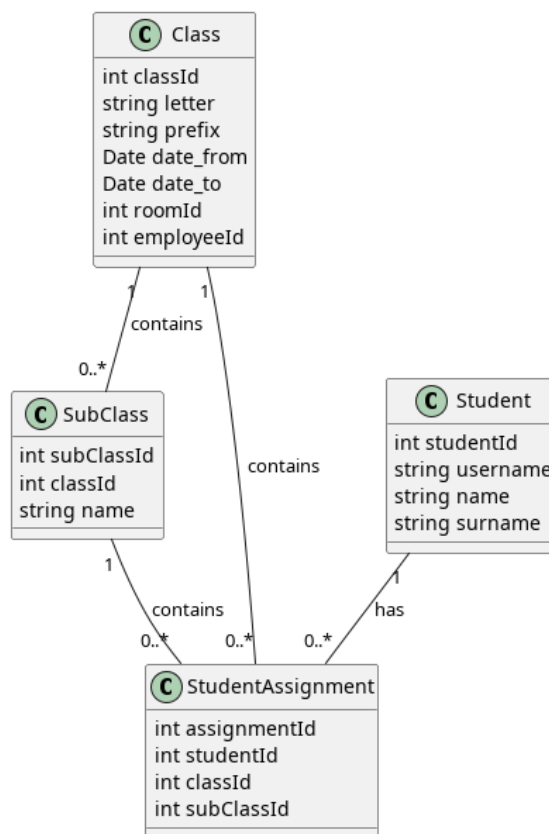 C Class
int classId
string letter
string prefix
Date date_from
Date date_to
int roomId
int employeeId
1
1
contains
0..*
C SubClass
int subClassId
int classId
string name
contains
C Student
int studentId
string username
string name
string surname
1
contains
0..*
0..*
1
has
0..*
C StudentAssignment
int assignmentId
int studentId
int classId
int subClassId